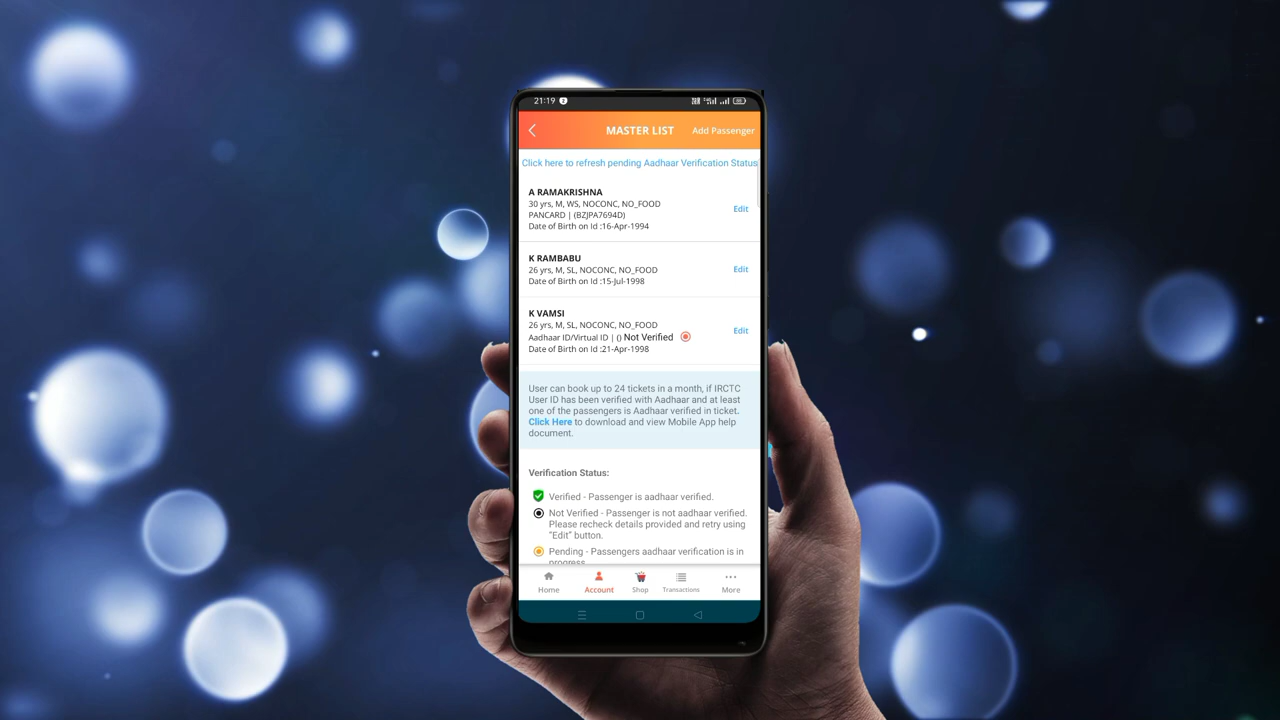 21:19
MASTER LIST
Add Passenger
Click here to refresh pending Aadhaar Verification Status
A RAMAKRISHNA
30 yrs, M, WS, NOCONC, NO_FOOD
PANCARD | (BZJPA7694D)
Date of Birth on Id :16-Apr-1994
Edit
K RAMBABU
26 yrs, M, SL, NOCONC, NO_FOOD
Date of Birth on Id :15-Jul-1998
Edit
K VAMSI
26 yrs, M, SL, NOCONC, NO_FOOD
Aadhaar ID/Virtual ID | () Not Verified
Date of Birth on Id :21-Apr-1998
Edit
User can book up to 24 tickets in a month, if IRCTC
User ID has been verified with Aadhaar and at least
one of the passengers is Aadhaar verified in ticket.
Click Here to download and view Mobile App help
document.
Verification Status:
Verified - Passenger is aadhaar verified.
Not Verified - Passenger is not aadhaar verified.
Please recheck details provided and retry using
"Edit" button.
Pending - Passengers aadhaar verification is in
progress
Home
Account
Shop
Transactions
More